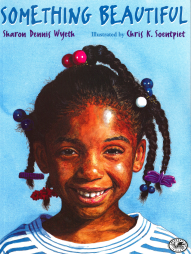 SOMETHING BEAUTIFUL
Sharon Dennis Wyeth Illustrated by Chris K. Soentpiet